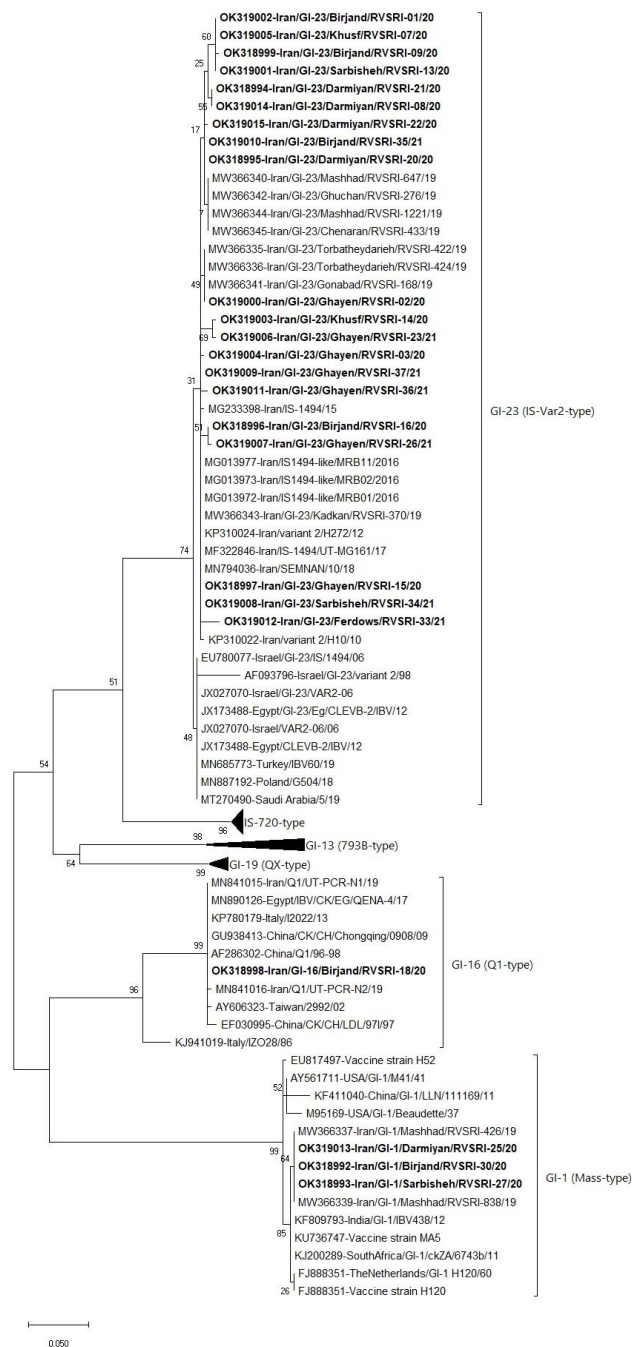 OK319002-Iran/GI-23/Birjand/RVSRI-01/20
60
OK319005-Iran/GI-23/Khusf/RVSRI-07/20
OK318999-Iran/GI-23/Birjand/RVSRI-09/20
25
OK319001-Iran/GI-23/Sarbisheh/RVSRI-13/20
OK318994-Iran/GI-23/Darmiyan/RVSRI-21/20
55
OK319014-Iran/GI-23/Darmiyan/RVSRI-08/20
OK319015-Iran/GI-23/Darmiyan/RVSRI-22/20
17
OK319010-Iran/GI-23/Birjand/RVSRI-35/21
OK318995-Iran/GI-23/Darmiyan/RVSRI-20/20
MW366340-Iran/GI-23/Mashhad/RVSRI-647/19
MW366342-Iran/GI-23/Ghuchan/RVSRI-276/19
7
MW366344-Iran/GI-23/Mashhad/RVSRI-1221/19
MW366345-Iran/GI-23/Chenaran/RVSRI-433/19
MW366335-Iran/GI-23/Torbatheydarieh/RVSRI-422/19
MW366336-Iran/GI-23/Torbatheydarieh/RVSRI-424/19
49
MW366341-Iran/GI-23/Gonabad/RVSRI-168/19
OK319000-Iran/GI-23/Ghayen/RVSRI-02/20
OK319003-Iran/GI-23/Khusf/RVSRI-14/20
69
OK319006-Iran/GI-23/Ghayen/RVSRI-23/21
OK319004-Iran/GI-23/Ghayen/RVSRI-03/20
OK319009-Iran/GI-23/Ghayen/RVSRI-37/21
31
OK319011-Iran/GI-23/Ghayen/RVSRI-36/21
MG233398-Iran/IS-1494/15
GI-23 (IS-Var2-type)
51
OK318996-Iran/GI-23/Birjand/RVSRI-16/20
OK319007-Iran/GI-23/Ghayen/RVSRI-26/21
MG013977-Iran/IS1494-like/MRB11/2016
MG013973-Iran/IS1494-like/MRB02/2016
MG013972-Iran/IS1494-like/MRB01/2016
MW366343-Iran/GI-23/Kadkan/RVSRI-370/19
KP310024-Iran/variant 2/H272/12
74
MF322846-Iran/IS-1494/UT-MG161/17
MN794036-Iran/SEMNAN/10/18
OK318997-Iran/GI-23/Ghayen/RVSRI-15/20
OK319008-Iran/GI-23/Sarbisheh/RVSRI-34/21
OK319012-Iran/GI-23/Ferdows/RVSRI-33/21
KP310022-Iran/variant 2/H10/10
EU780077-Israel/GI-23/IS/1494/06
AF093796-Israel/GI-23/variant 2/98
51
JX027070-Israel/GI-23/VAR2-06
JX173488-Egypt/GI-23/Eg/CLEVB-2/IBV/12
JX027070-Israel/VAR2-06/06
48
JX173488-Egypt/CLEVB-2/IBV/12
MN685773-Turkey/IBV60/19
54
MN887192-Poland/G504/18
MT270490-Saudi Arabia/5/19
IS-720-type
96
98
GI-13 (793B-type)
64
GI-19 (QX-type)
99
MN841015-Iran/Q1/UT-PCR-N1/19
MN890126-Egypt/IBV/CK/EG/QENA-4/17
KP780179-Italy/I2022/13
GU938413-China/CK/CH/Chongqing/0908/09
99
AF286302-China/Q1/96-98
GI-16 (Q1-type)
OK318998-Iran/GI-16/Birjand/RVSRI-18/20
96
MN841016-Iran/Q1/UT-PCR-N2/19
AY606323-Taiwan/2992/02
EF030995-China/CK/CH/LDL/97I/97
KJ941019-Italy/IZO28/86
EU817497-Vaccine strain H52
AY561711-USA/GI-1/M41/41
52
KF411040-China/GI-1/LLN/111169/11
M95169-USA/GI-1/Beaudette/37
MW366337-Iran/GI-1/Mashhad/RVSRI-426/19
99
OK319013-Iran/GI-1/Darmiyan/RVSRI-25/20
64
OK318992-Iran/GI-1/Birjand/RVSRI-30/20
GI-1 (Mass-type)
OK318993-Iran/GI-1/Sarbisheh/RVSRI-27/20
MW366339-Iran/GI-1/Mashhad/RVSRI-838/19
KF809793-India/GI-1/IBV438/12
85
KU736747-Vaccine strain MA5
KJ200289-SouthAfrica/GI-1/ckZA/6743b/11
FJ888351-TheNetherlands/GI-1 H120/60
26
FJ888351-Vaccine strain H120
0.050